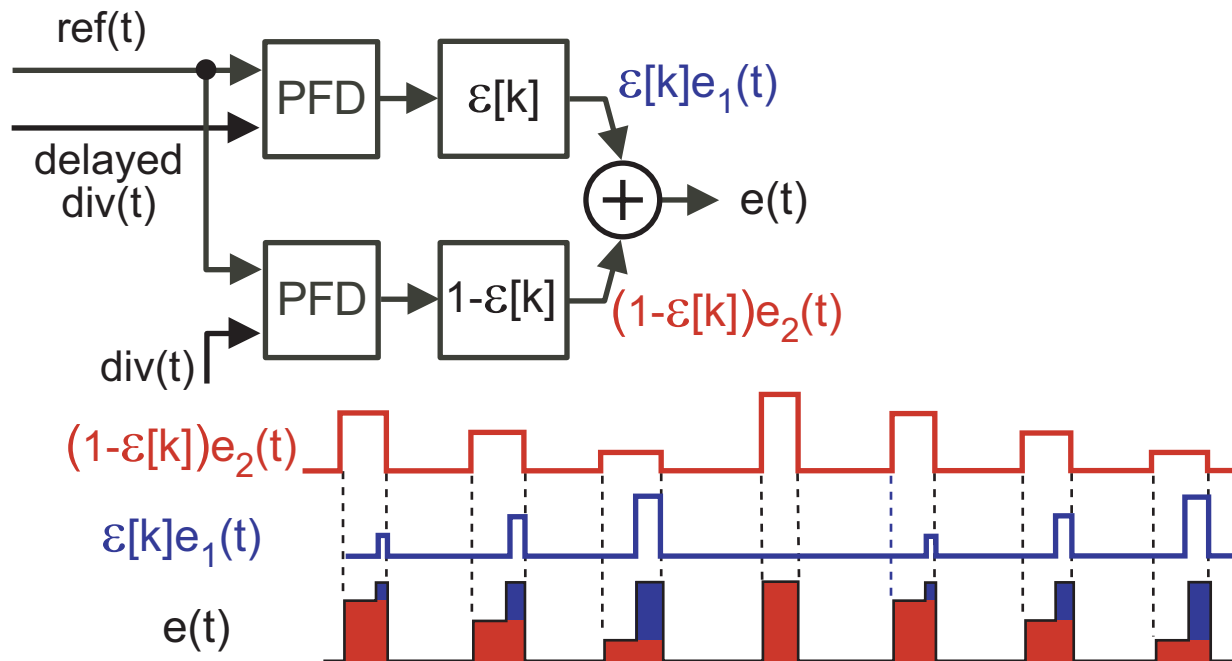 ref(t)
PFD
ε[k]
ε[k]e₁(t)
delayed
div(t)
+
e(t)
PFD
1-ε[k]
(1-ε[k])e₂(t)
div(t)
(1-ε[k])e₂(t)
ε[k]e₁(t)
e(t)